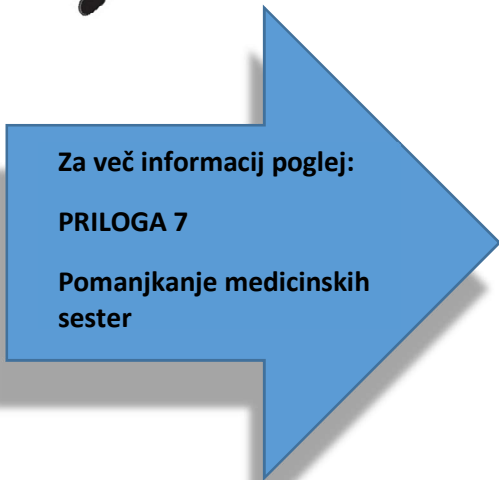 Za več informacij poglej:
PRILOGA 7
Pomanjkanje medicinskih
sester